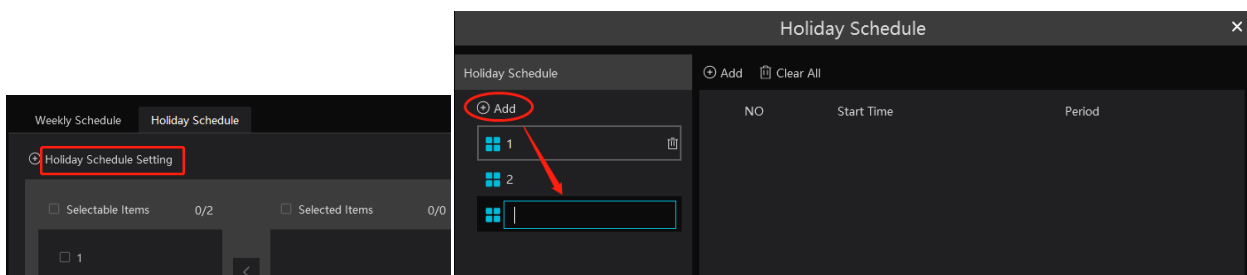 Weekly Schedule Holiday Schedule
Holiday Schedule Setting
Selectable Items 0/2 Selected Items 0/0
1
Holiday Schedule
Holiday Schedule
Add Clear All
Add
NO Start Time Period
1
2